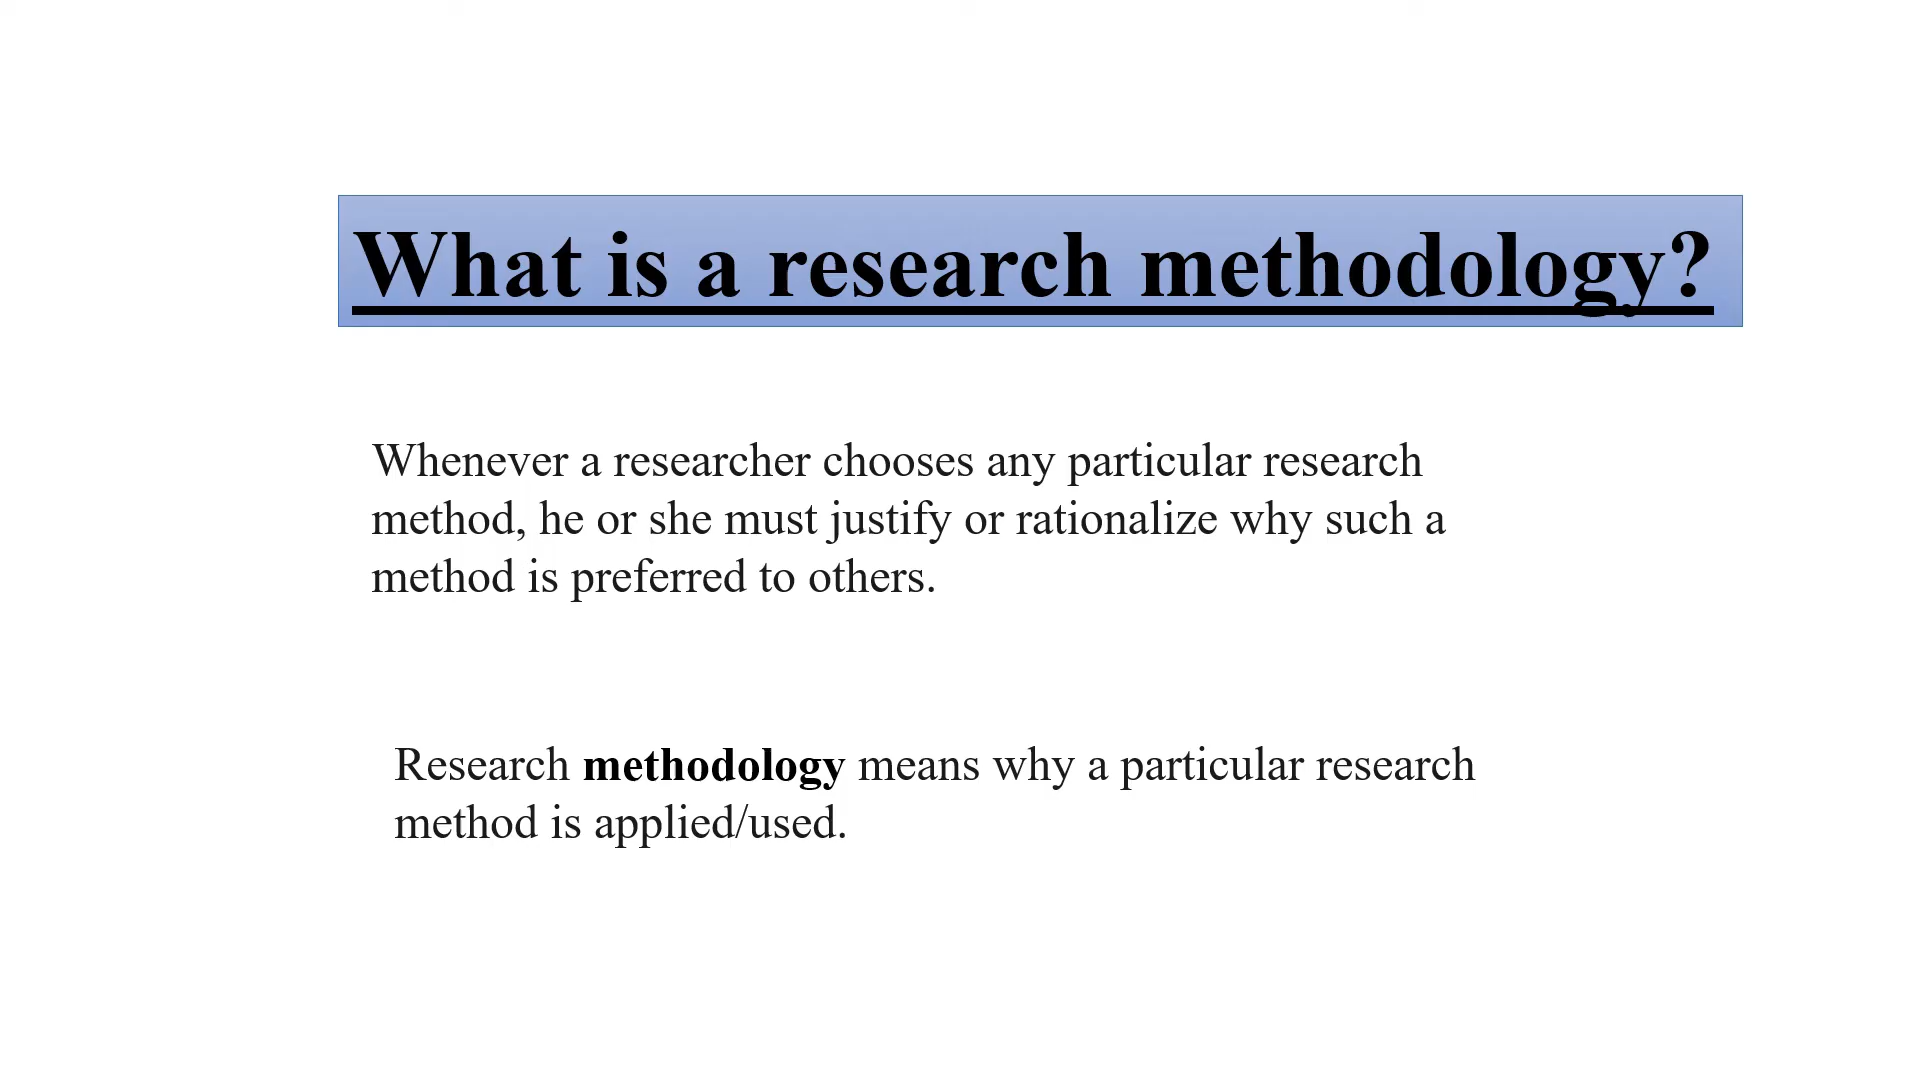 What is a research methodology?
Whenever a researcher chooses any particular research
method, he or she must justify or rationalize why such a
method is preferred to others.
Research methodology means why a particular research
method is applied/used.